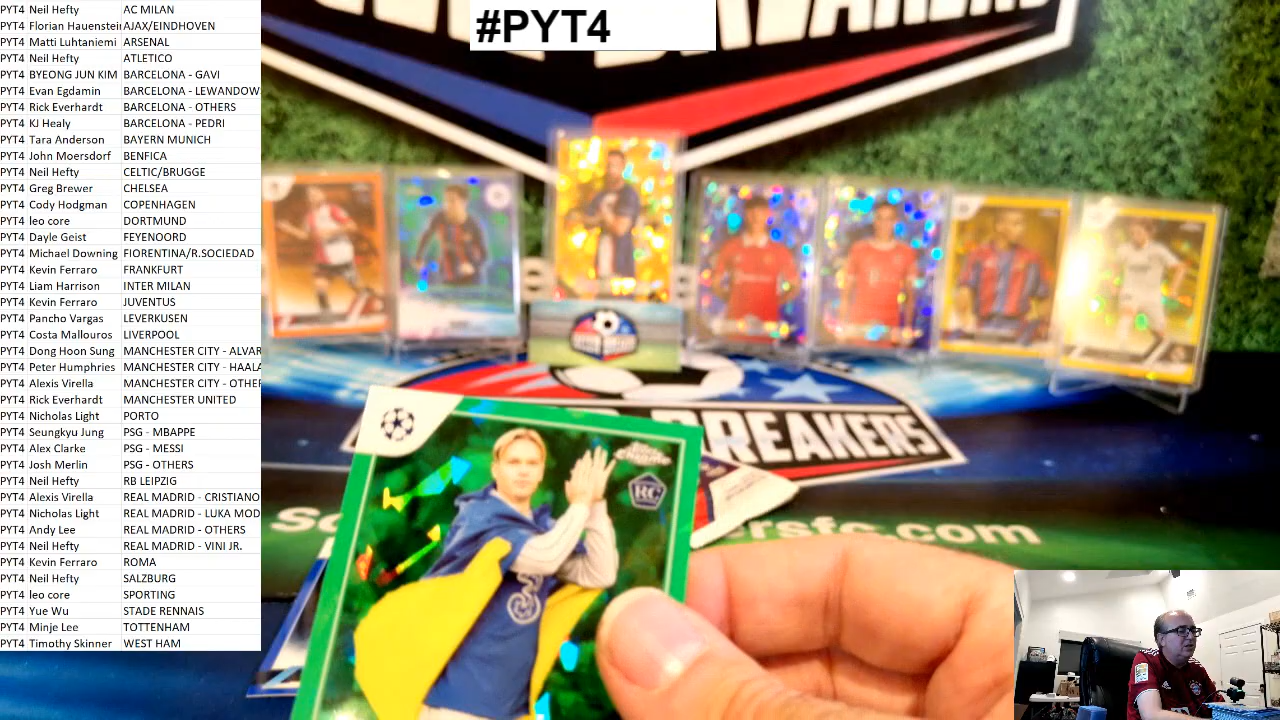 #PYT4
PYT4 Neil Hefty AC MILAN
PYT4 Florian Hauenstein AJAX/EINDHOVEN
PYT4 Matti Luhtaniemi ARSENAL
PYT4 Neil Hefty ATLETICO
PYT4 BYEONG JUN KIM BARCELONA - GAVI
PYT4 Evan Egdamin BARCELONA - LEWANDOW
PYT4 Rick Everhardt BARCELONA - OTHERS
PYT4 KJ Healy BARCELONA - PEDRI
PYT4 Tara Anderson BAYERN MUNICH
PYT4 John Moersdorf BENFICA
PYT4 Neil Hefty CELTIC/BRUGGE
PYT4 Greg Brewer CHELSEA
PYT4 Cody Hodgman COPENHAGEN
PYT4 leo core DORTMUND
PYT4 Dayle Geist FEYENOORD
PYT4 Michael Downing FIORENTINA/R.SOCIEDAD
PYT4 Kevin Ferraro FRANKFURT
PYT4 Liam Harrison INTER MILAN
PYT4 Kevin Ferraro JUVENTUS
PYT4 Pancho Vargas LEVERKUSEN
PYT4 Costa Mallouros LIVERPOOL
PYT4 Dong Hoon Sung MANCHESTER CITY - ALVAR
PYT4 Peter Humphries MANCHESTER CITY - HAALA
PYT4 Alexis Virella MANCHESTER CITY - OTHE
PYT4 Rick Everhardt MANCHESTER UNITED
PYT4 Nicholas Light PORTO
PYT4 Seungkyu Jung PSG - MBAPPE
PYT4 Alex Clarke PSG - MESSI
PYT4 Josh Merlin PSG - OTHERS
PYT4 Neil Hefty RB LEIPZIG
PYT4 Alexis Virella REAL MADRID - CRISTIANO
PYT4 Nicholas Light REAL MADRID - LUKA MOD
PYT4 Andy Lee REAL MADRID - OTHERS
PYT4 Neil Hefty REAL MADRID - VINI JR.
PYT4 Kevin Ferraro ROMA
PYT4 Neil Hefty SALZBURG
PYT4 leo core SPORTING
PYT4 Yue Wu STADE RENNAIS
PYT4 Minje Lee TOTTENHAM
PYT4 Timothy Skinner WEST HAM
BREAKERS
Topps Chrome
RC
3
ersfc.com